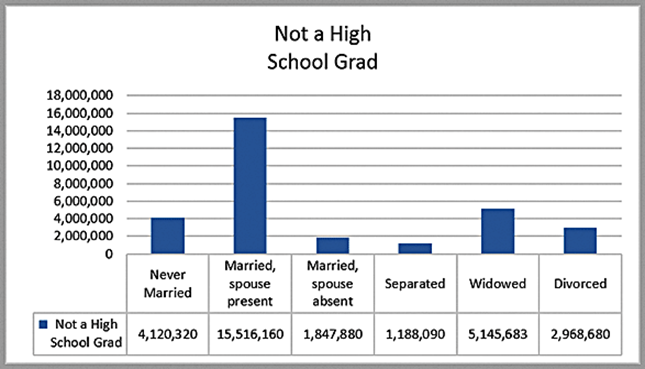 Not a High
School Grad
18,000,000
16,000,000
14,000,000
12,000,000
10,000,000
8,000,000
6,000,000
4,000,000
2,000,000
0
Never
Married
Married,
spouse
present
Married,
spouse
absent
Separated
Widowed
Divorced
Not a High
School Grad
4,120,320
15,516,160
1,847,880
1,188,090
5,145,683
2,968,680